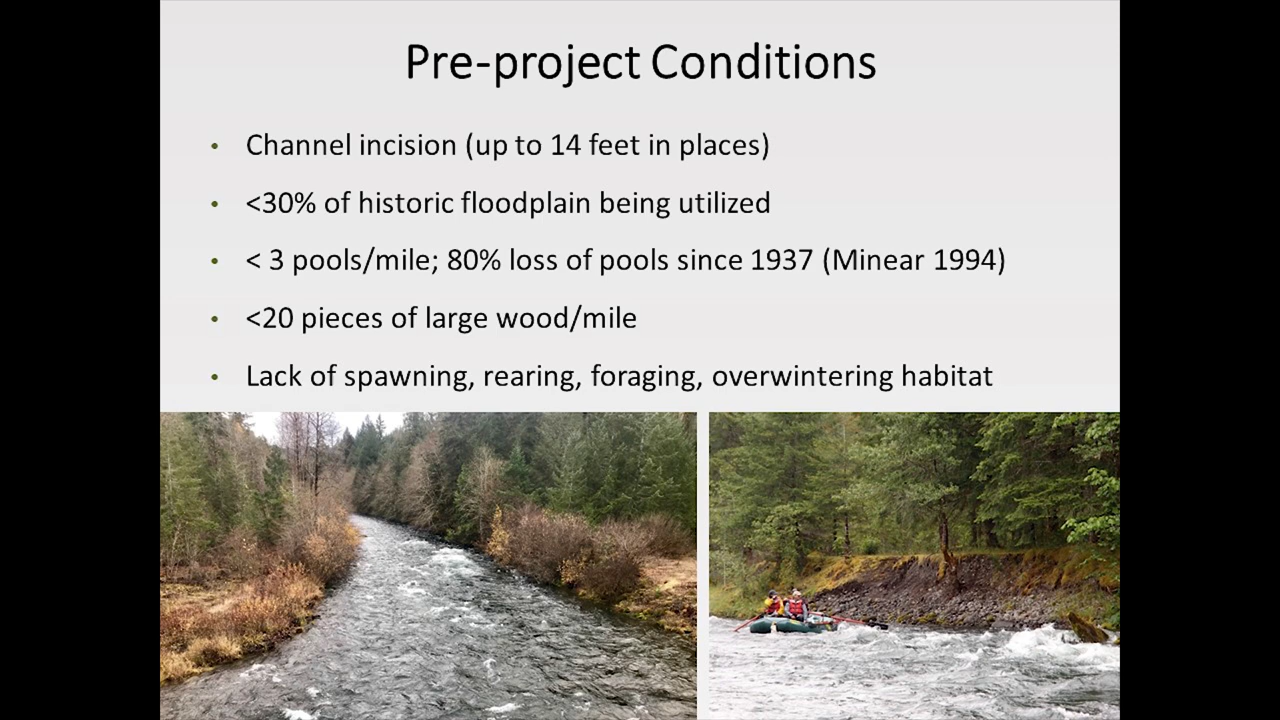 Pre-project Conditions
• Channel incision (up to 14 feet in places)
• <30% of historic floodplain being utilized
• < 3 pools/mile; 80% loss of pools since 1937 (Minear 1994)
• <20 pieces of large wood/mile
• Lack of spawning, rearing, foraging, overwintering habitat